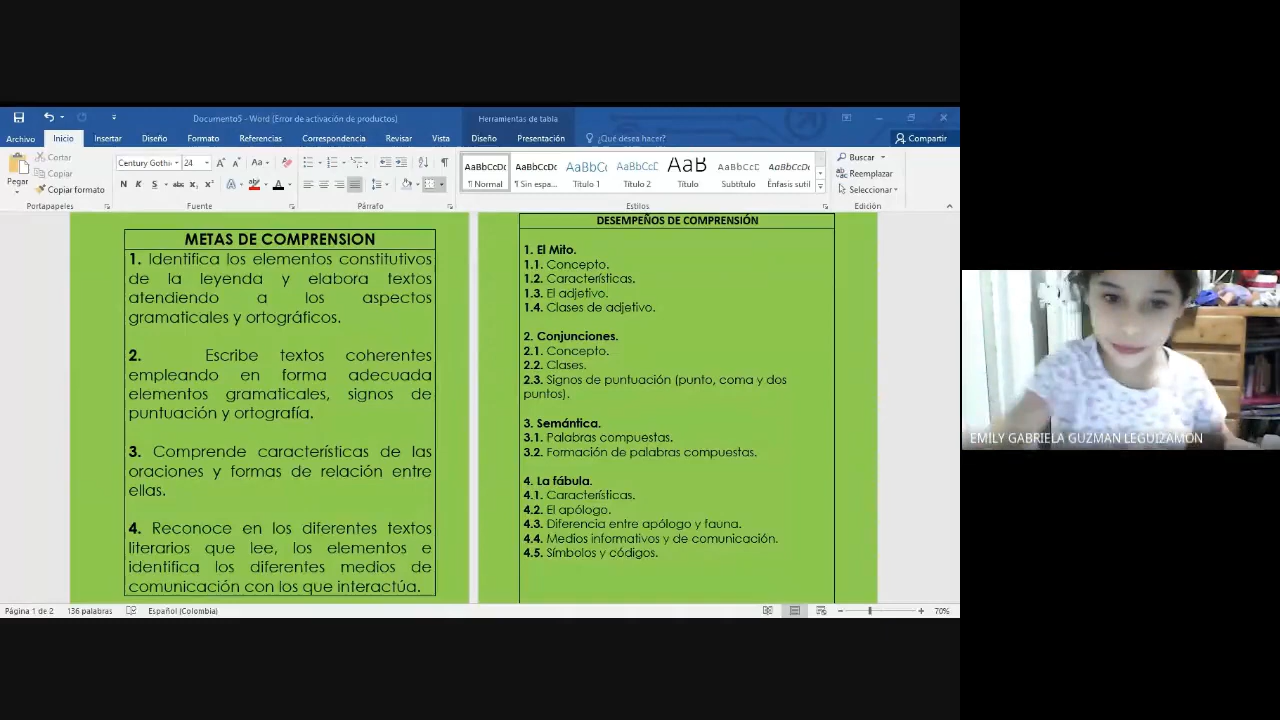 Documento5 - Word (Error de activación de productos)
Herramientas de tabla
Archivo Inicio Insertar Diseño Formato Referencias Correspondencia Revisar Vista Diseño Presentación ¿Qué desea hacer? Compartir
Pegar
Cortar
Copiar
Copiar formato
Portapapeles
Century Gothi 24
N K S abc x₂ x²
Fuente
Párrafo
AaBbCcDc AaBbCcDc AaBbC AaBbCcC AaB AaBbCcD AaBbCcDc
¶ Normal ¶ Sin espa... Título 1 Título 2 Título Subtítulo Énfasis sutil
Estilos
Buscar
Reemplazar
Seleccionar
Edición
METAS DE COMPRENSION
1. Identifica los elementos constitutivos
de la leyenda y elabora textos
atendiendo a los aspectos
gramaticales y ortográficos.
2. Escribe textos coherentes
empleando en forma adecuada
elementos gramaticales, signos de
puntuación y ortografía.
3. Comprende características de las
oraciones y formas de relación entre
ellas.
4. Reconoce en los diferentes textos
literarios que lee, los elementos e
identifica los diferentes medios de
comunicación con los que interactúa.
DESEMPEÑOS DE COMPRENSIÓN
1. El Mito.
1.1. Concepto.
1.2. Características.
1.3. El adjetivo.
1.4. Clases de adjetivo.
2. Conjunciones.
2.1. Concepto.
2.2. Clases.
2.3. Signos de puntuación (punto, coma y dos
puntos).
3. Semántica.
3.1. Palabras compuestas.
3.2. Formación de palabras compuestas.
4. La fábula.
4.1. Características.
4.2. El apólogo.
4.3. Diferencia entre apólogo y fauna.
4.4. Medios informativos y de comunicación.
4.5. Símbolos y códigos.
Página 1 de 2 136 palabras Español (Colombia) 70%
EMILY GABRIELA GUZMAN LEGUIZAMON